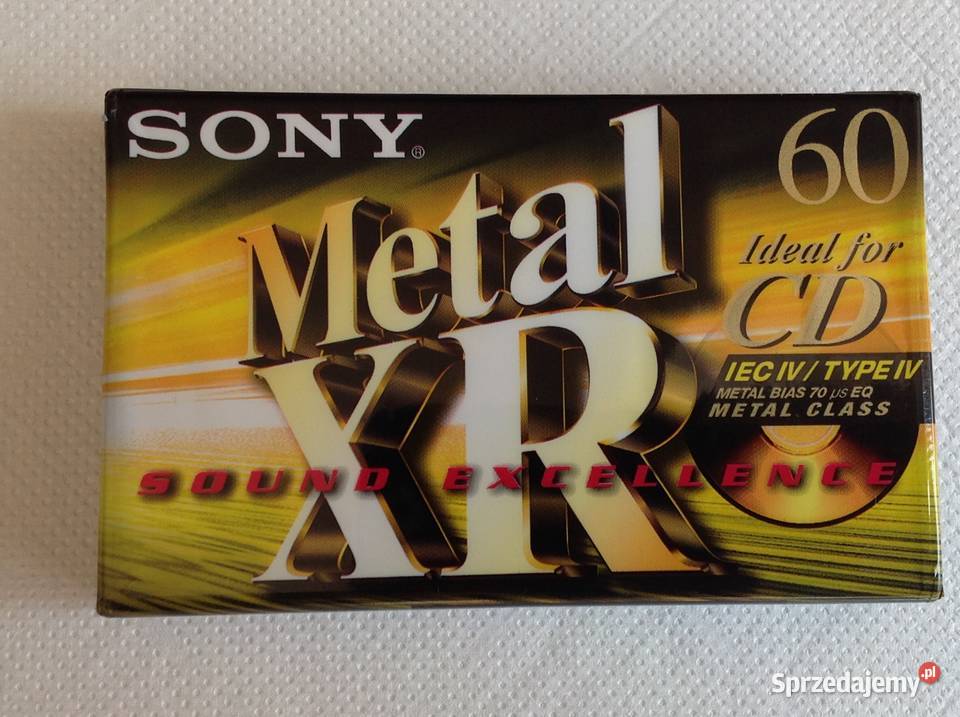 SONY®
60
Metal
XR
Ideal for
CD
IEC IV / TYPE IV
METAL BIAS 70 µs EQ
METAL CLASS
SOUND EXCELLENCE
Sprzedajemy.pl